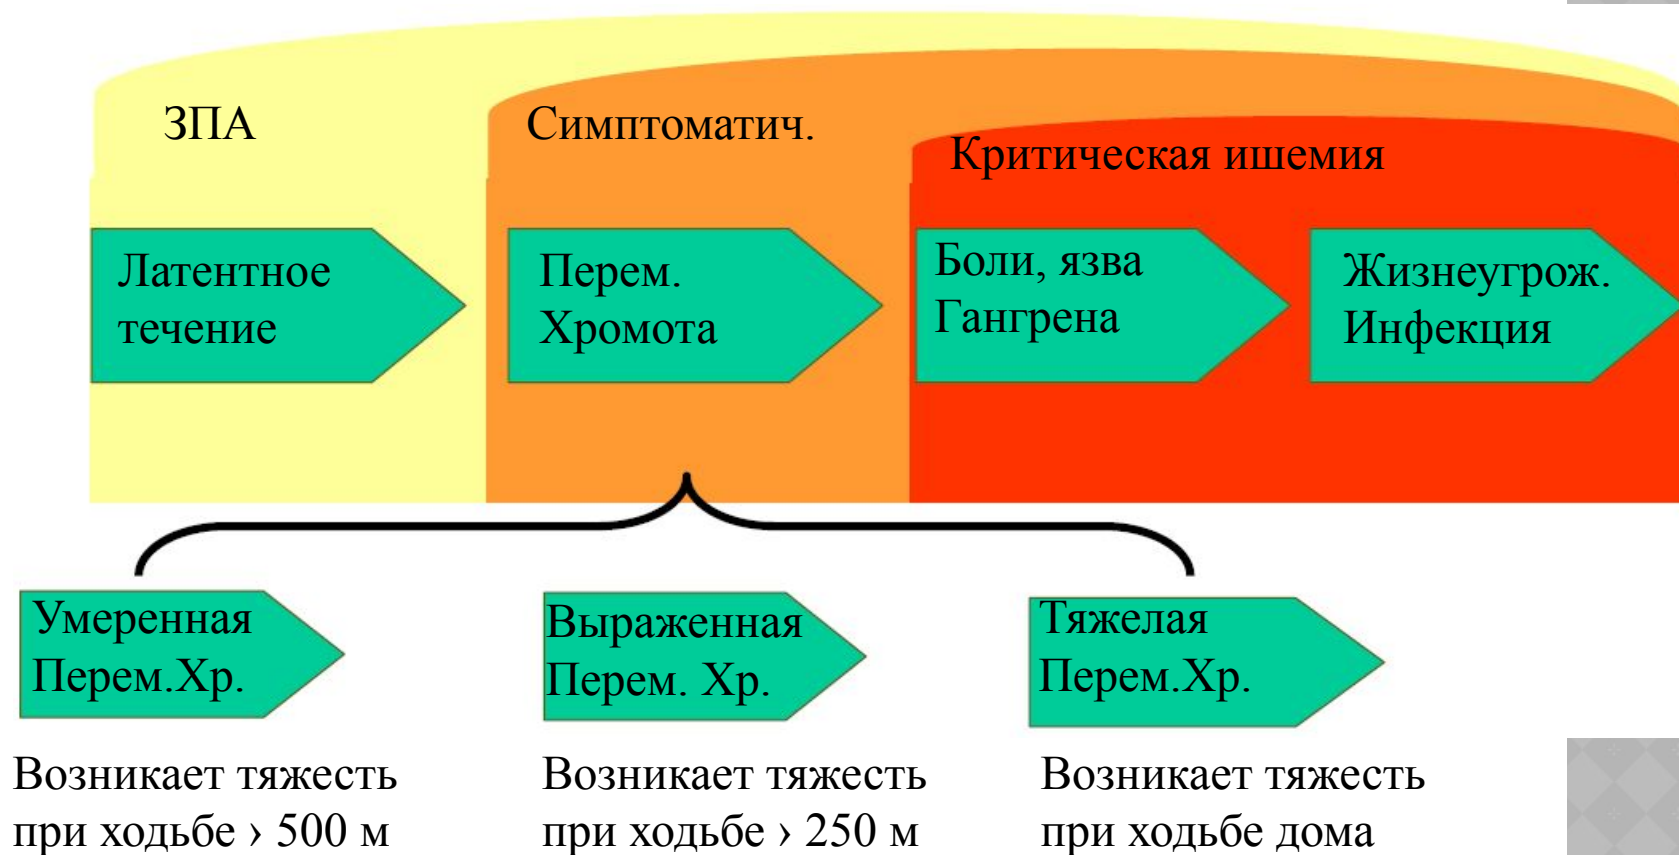 ЗПА
Симптоматич.
Критическая ишемия
Латентное
течение
Перем.
Хромота
Боли, язва
Гангрена
Жизнеугрож.
Инфекция
Умеренная
Перем.Хр.
Выраженная
Перем. Хр.
Тяжелая
Перем.Хр.
Возникает тяжесть
при ходьбе › 500 м
Возникает тяжесть
при ходьбе › 250 м
Возникает тяжесть
при ходьбе дома